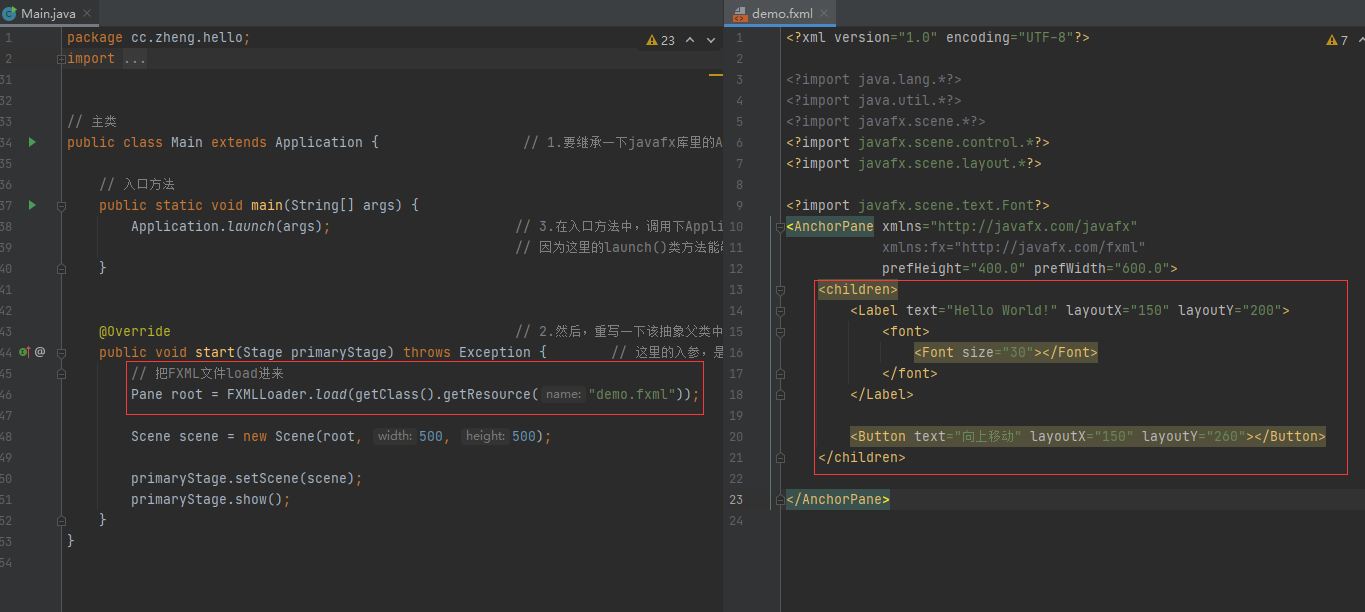 Main.java
package cc.zheng.hello;
import ...
// 主类
public class Main extends Application { // 1.要继承一下javafx库里的A
// 入口方法
public static void main(String[] args) {
Application.launch(args); // 3.在入口方法中，调用下Appli
// 因为这里的launch()类方法能
}
@Override // 2.然后，重写一下该抽象父类中
public void start(Stage primaryStage) throws Exception { // 这里的入参，是
// 把FXML文件load进来
Pane root = FXMLLoader.load(getClass().getResource( name: "demo.fxml"));
Scene scene = new Scene(root, width: 500, height: 500);
primaryStage.setScene(scene);
primaryStage.show();
}
}
23
1
2
31
32
33
34
35
36
37
38
39
40
41
42
43
44
45
46
47
48
49
50
51
52
53
54
demo.fxml
<?xml version="1.0" encoding="UTF-8"?>
<?import java.lang.*?>
<?import java.util.*?>
<?import javafx.scene.*?>
<?import javafx.scene.control.*?>
<?import javafx.scene.layout.*?>
<?import javafx.scene.text.Font?>
<AnchorPane xmlns="http://javafx.com/javafx"
xmlns:fx="http://javafx.com/fxml"
prefHeight="400.0" prefWidth="600.0">
<children>
<Label text="Hello World!" layoutX="150" layoutY="200">
<font>
<Font size="30"></Font>
</font>
</Label>
<Button text="向上移动" layoutX="150" layoutY="260"></Button>
</children>
</AnchorPane>
7
1
2
3
4
5
6
7
8
9
10
11
12
13
14
15
16
17
18
19
20
21
22
23
24